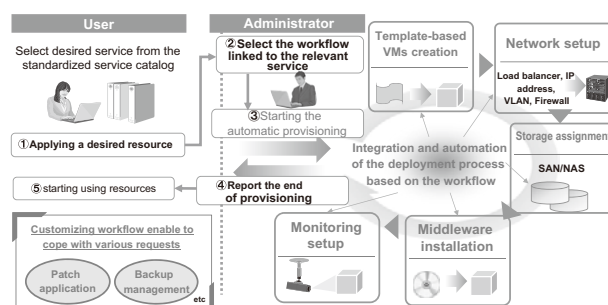 User
Select desired service from the
standardized service catalog
①Applying a desired resource
⑤starting using resources
Customizing workflow enable to
cope with various requests
Patch
application
Backup
management
etc
Administrator
②Select the workflow
linked to the relevant
service
③Starting the
automatic provisioning
④Report the end
of provisioning
Template-based
VMs creation
Network setup
Load balancer, IP
address,
VLAN, Firewall
Storage assignment
SAN/NAS
Integration and automation
of the deployment process
based on the workflow
Monitoring
setup
Middleware
installation